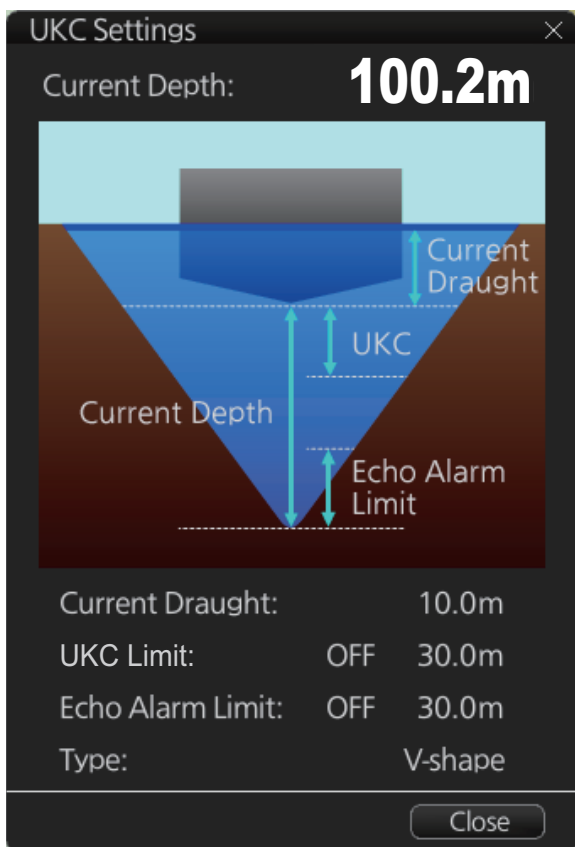 UKC Settings
Current Depth: 100.2m
Current
Draught
UKC
Current Depth
Echo Alarm
Limit
Current Draught: 10.0m
UKC Limit: OFF 30.0m
Echo Alarm Limit: OFF 30.0m
Type: V-shape
Close